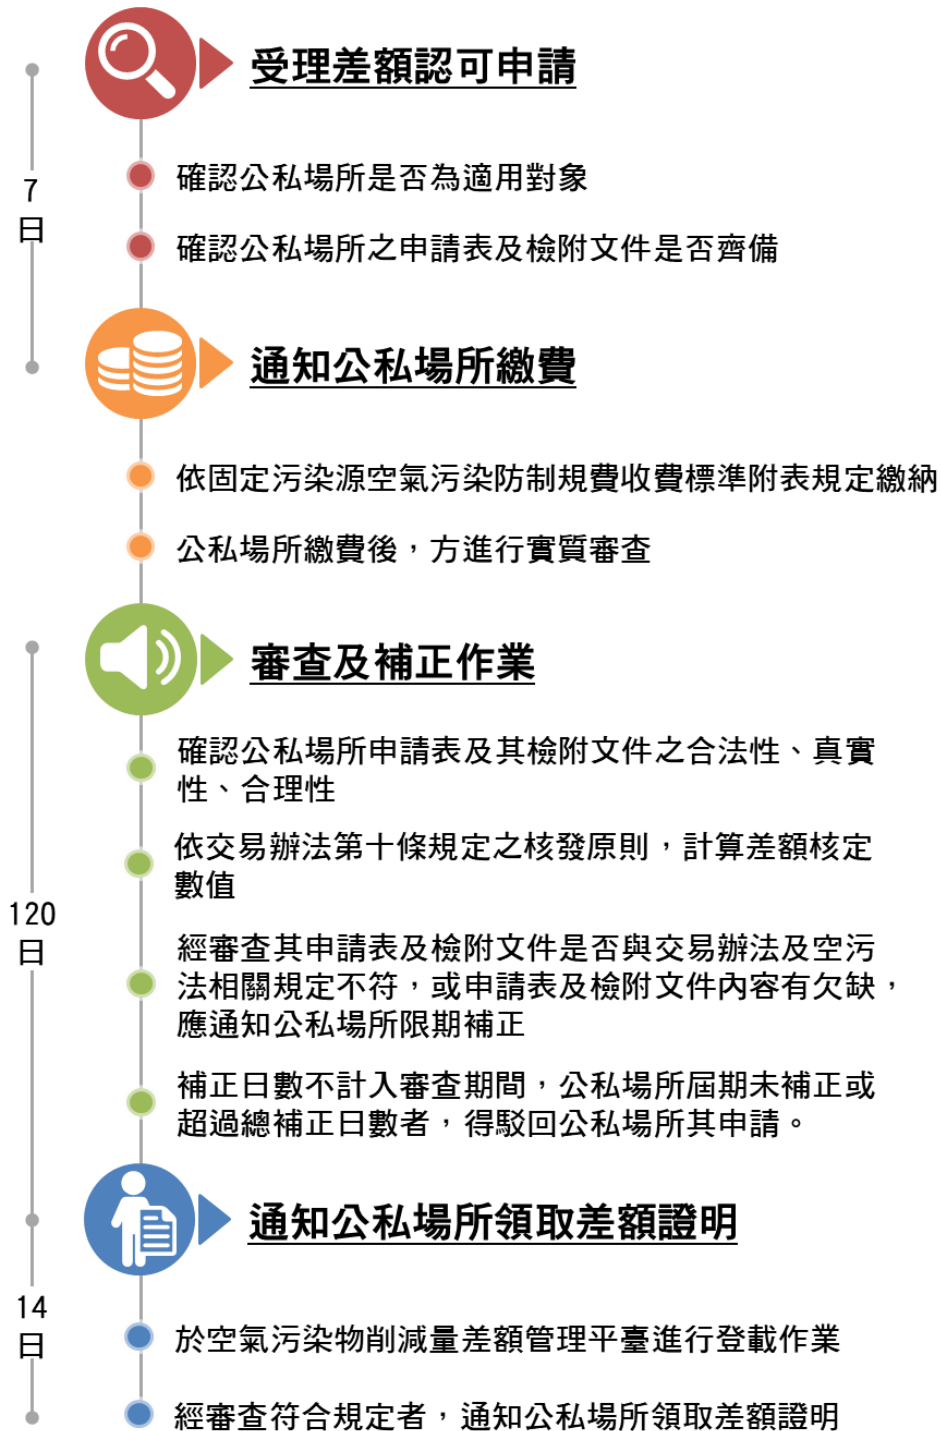 受理差額認可申請
7
日
確認公私場所是否為適用對象
確認公私場所之申請表及檢附文件是否齊備
通知公私場所繳費
依固定污染源空氣污染防制規費收費標準附表規定繳納
公私場所繳費後，方進行實質審查
審查及補正作業
120
日
確認公私場所申請表及其檢附文件之合法性、真實
性、合理性
依交易辦法第十條規定之核發原則，計算差額核定
數值
經審查其申請表及檢附文件是否與交易辦法及空污
法相關規定不符，或申請表及檢附文件內容有欠缺，
應通知公私場所限期補正
補正日數不計入審查期間，公私場所屆期未補正或
超過總補正日數者，得駁回公私場所其申請。
通知公私場所領取差額證明
14
日
於空氣污染物削減量差額管理平臺進行登載作業
經審查符合規定者，通知公私場所領取差額證明